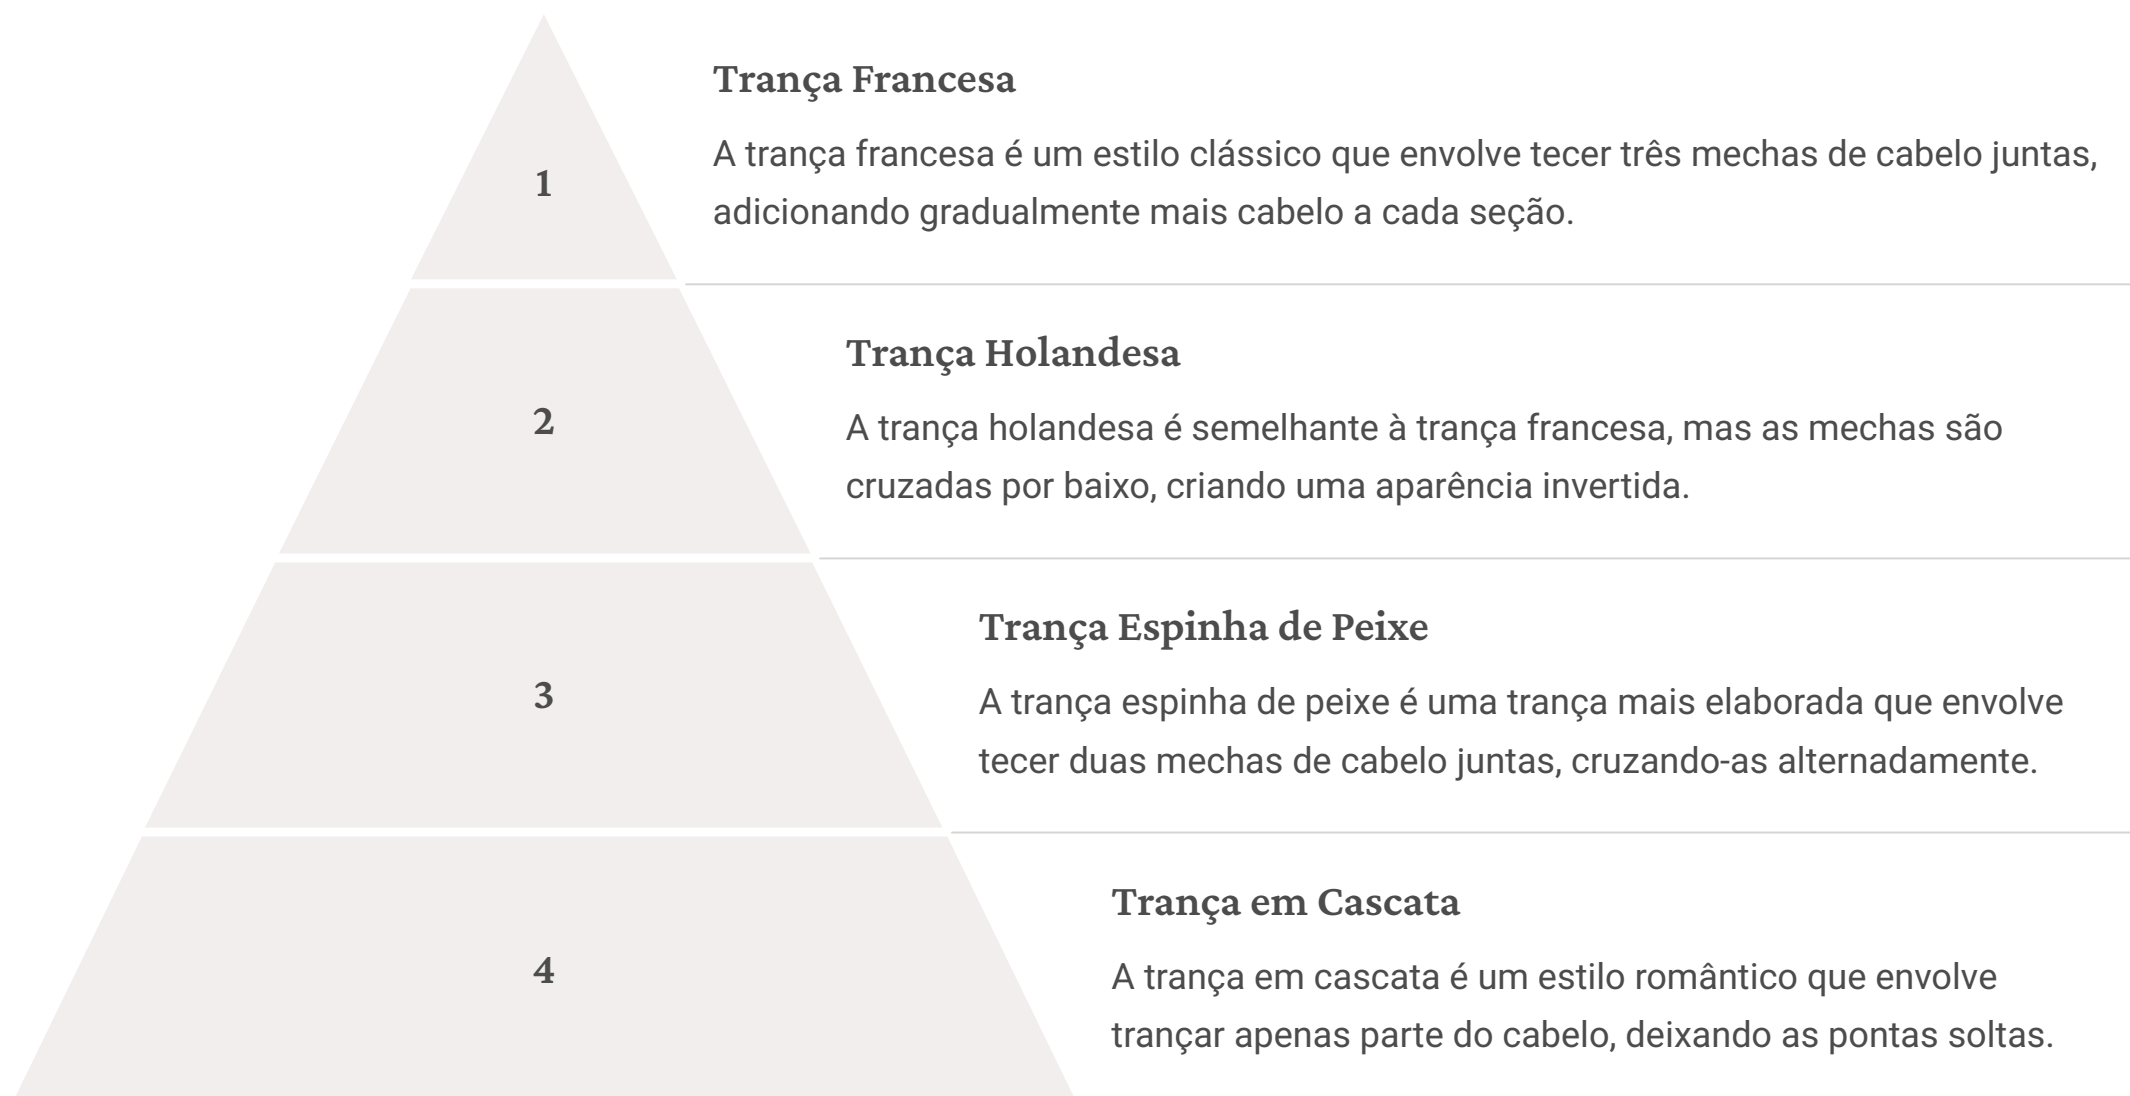 1
Trança Francesa
A trança francesa é um estilo clássico que envolve tecer três mechas de cabelo juntas,
adicionando gradualmente mais cabelo a cada seção.
2
Trança Holandesa
A trança holandesa é semelhante à trança francesa, mas as mechas são
cruzadas por baixo, criando uma aparência invertida.
3
Trança Espinha de Peixe
A trança espinha de peixe é uma trança mais elaborada que envolve
tecer duas mechas de cabelo juntas, cruzando-as alternadamente.
4
Trança em Cascata
A trança em cascata é um estilo romântico que envolve
trançar apenas parte do cabelo, deixando as pontas soltas.